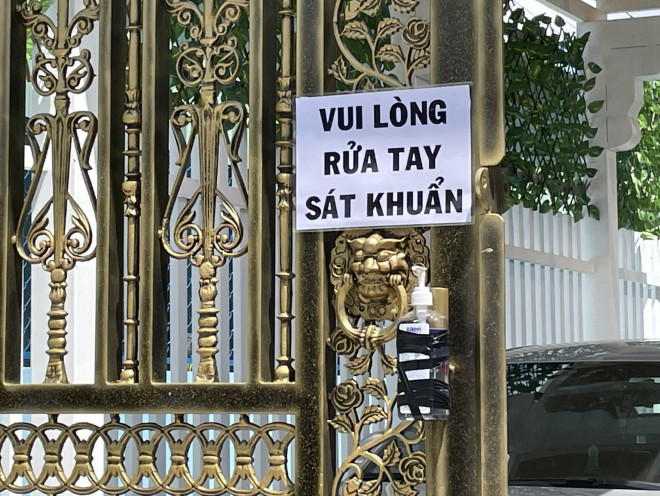 VUI LÒNG
RỬA TAY
SÁT KHUẨN